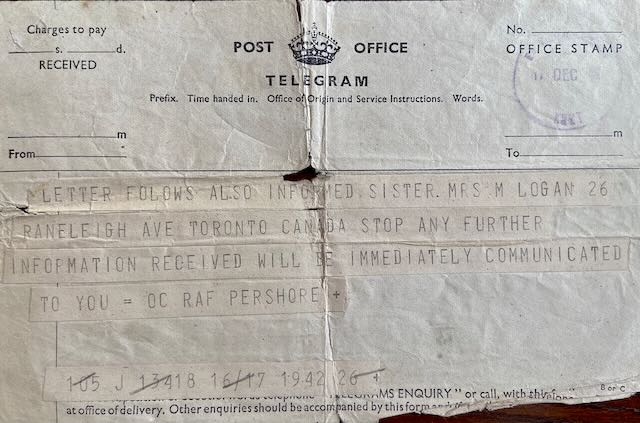 Charges to pay
s. d.
RECEIVED
POST OFFICE
TELEGRAM
Prefix. Time handed in. Office of Origin and Service Instructions. Words.
No.
OFFICE STAMP
DEC
m
From
m
To
LETTER FOLOWS ALSO INFORMED SISTER. MRS M LOGAN 26
RANELEIGH AVE TORONTO CANADA STOP ANY FURTHER
INFORMATION RECEIVED WILL BE IMMEDIATELY COMMUNICATED
TO YOU = OC RAF PERSHORE +
105 J 13418 16/17 1942 26 +
TELEGRAMS ENQUIRY" or call, with this form
B or C
at office of delivery. Other enquiries should be accompanied by this form and